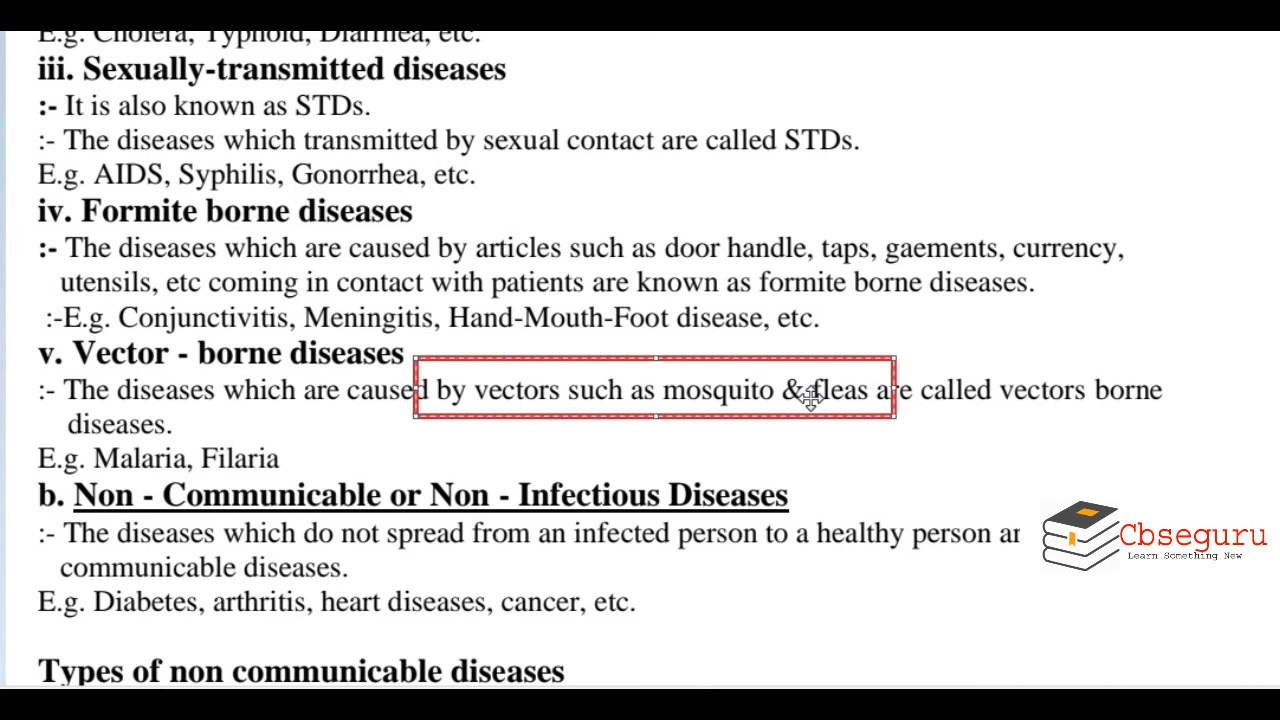 E.g. Cholera, Typhoid, Diarrhea, etc.
iii. Sexually-transmitted diseases
:- It is also known as STDs.
:- The diseases which transmitted by sexual contact are called STDs.
E.g. AIDS, Syphilis, Gonorrhea, etc.
iv. Formite borne diseases
:- The diseases which are caused by articles such as door handle, taps, gaements, currency,
utensils, etc coming in contact with patients are known as formite borne diseases.
:-E.g. Conjunctivitis, Meningitis, Hand-Mouth-Foot disease, etc.
v. Vector - borne diseases
:- The diseases which are caused by vectors such as mosquito & fleas are called vectors borne
diseases.
E.g. Malaria, Filaria
b. Non - Communicable or Non - Infectious Diseases
:- The diseases which do not spread from an infected person to a healthy person
communicable diseases.
E.g. Diabetes, arthritis, heart diseases, cancer, etc.
Types of non communicable diseases
Cbseguru
Learn Something New